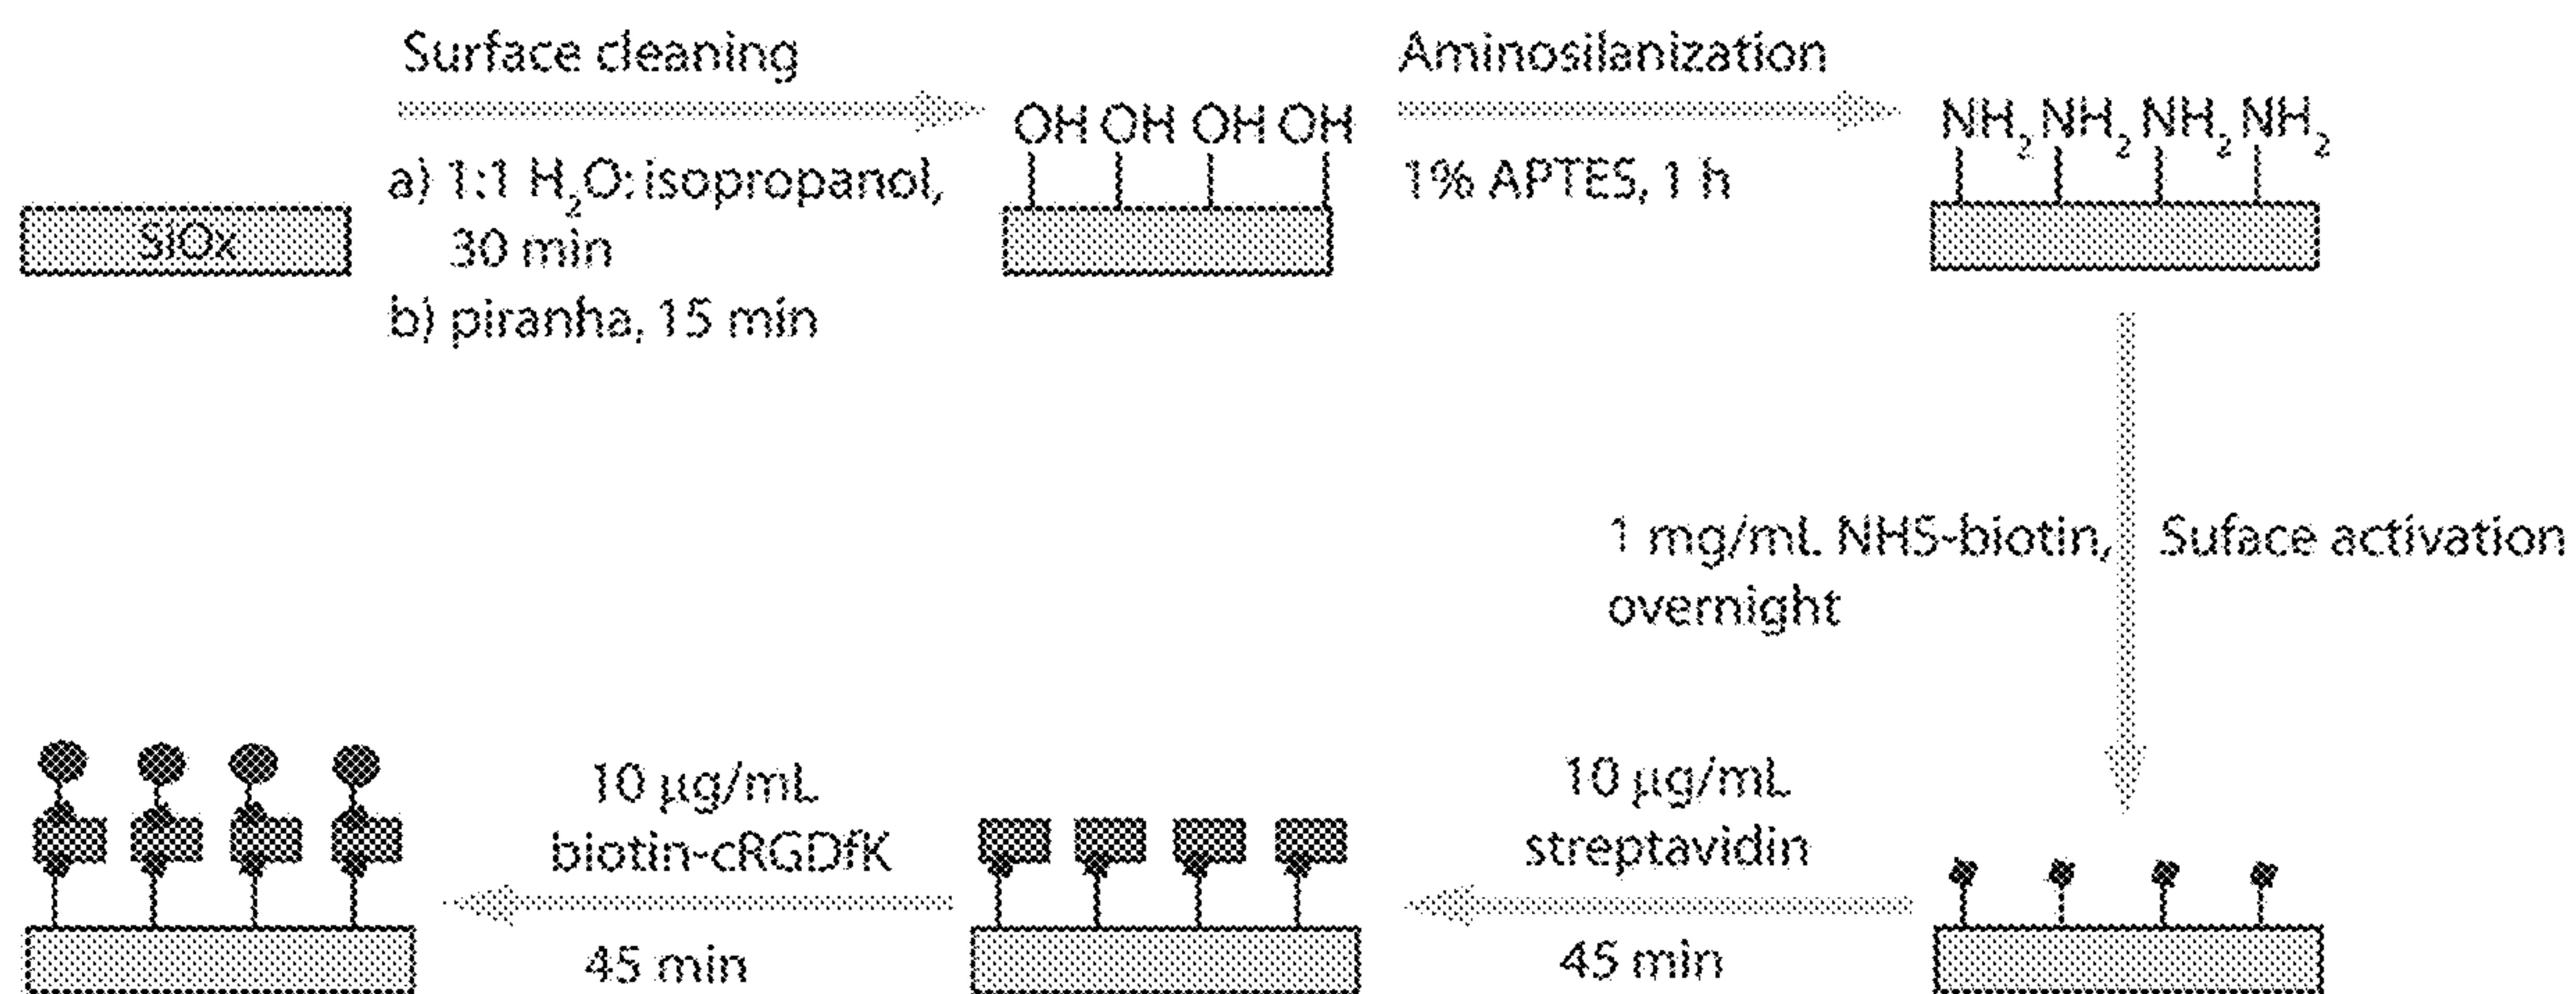 Surface cleaning
a) 1:1 H₂O:isopropanol,
30 min
b) piranha, 15 min
SiOx
OH OH OH OH
Aminosilanization
1% APTES, 1 h
NH₂ NH₂ NH₂ NH₂
1 mg/mL NHS-biotin,
overnight
Suface activation
10 µg/mL
streptavidin
45 min
10 µg/mL
biotin-cRGDfK
45 min